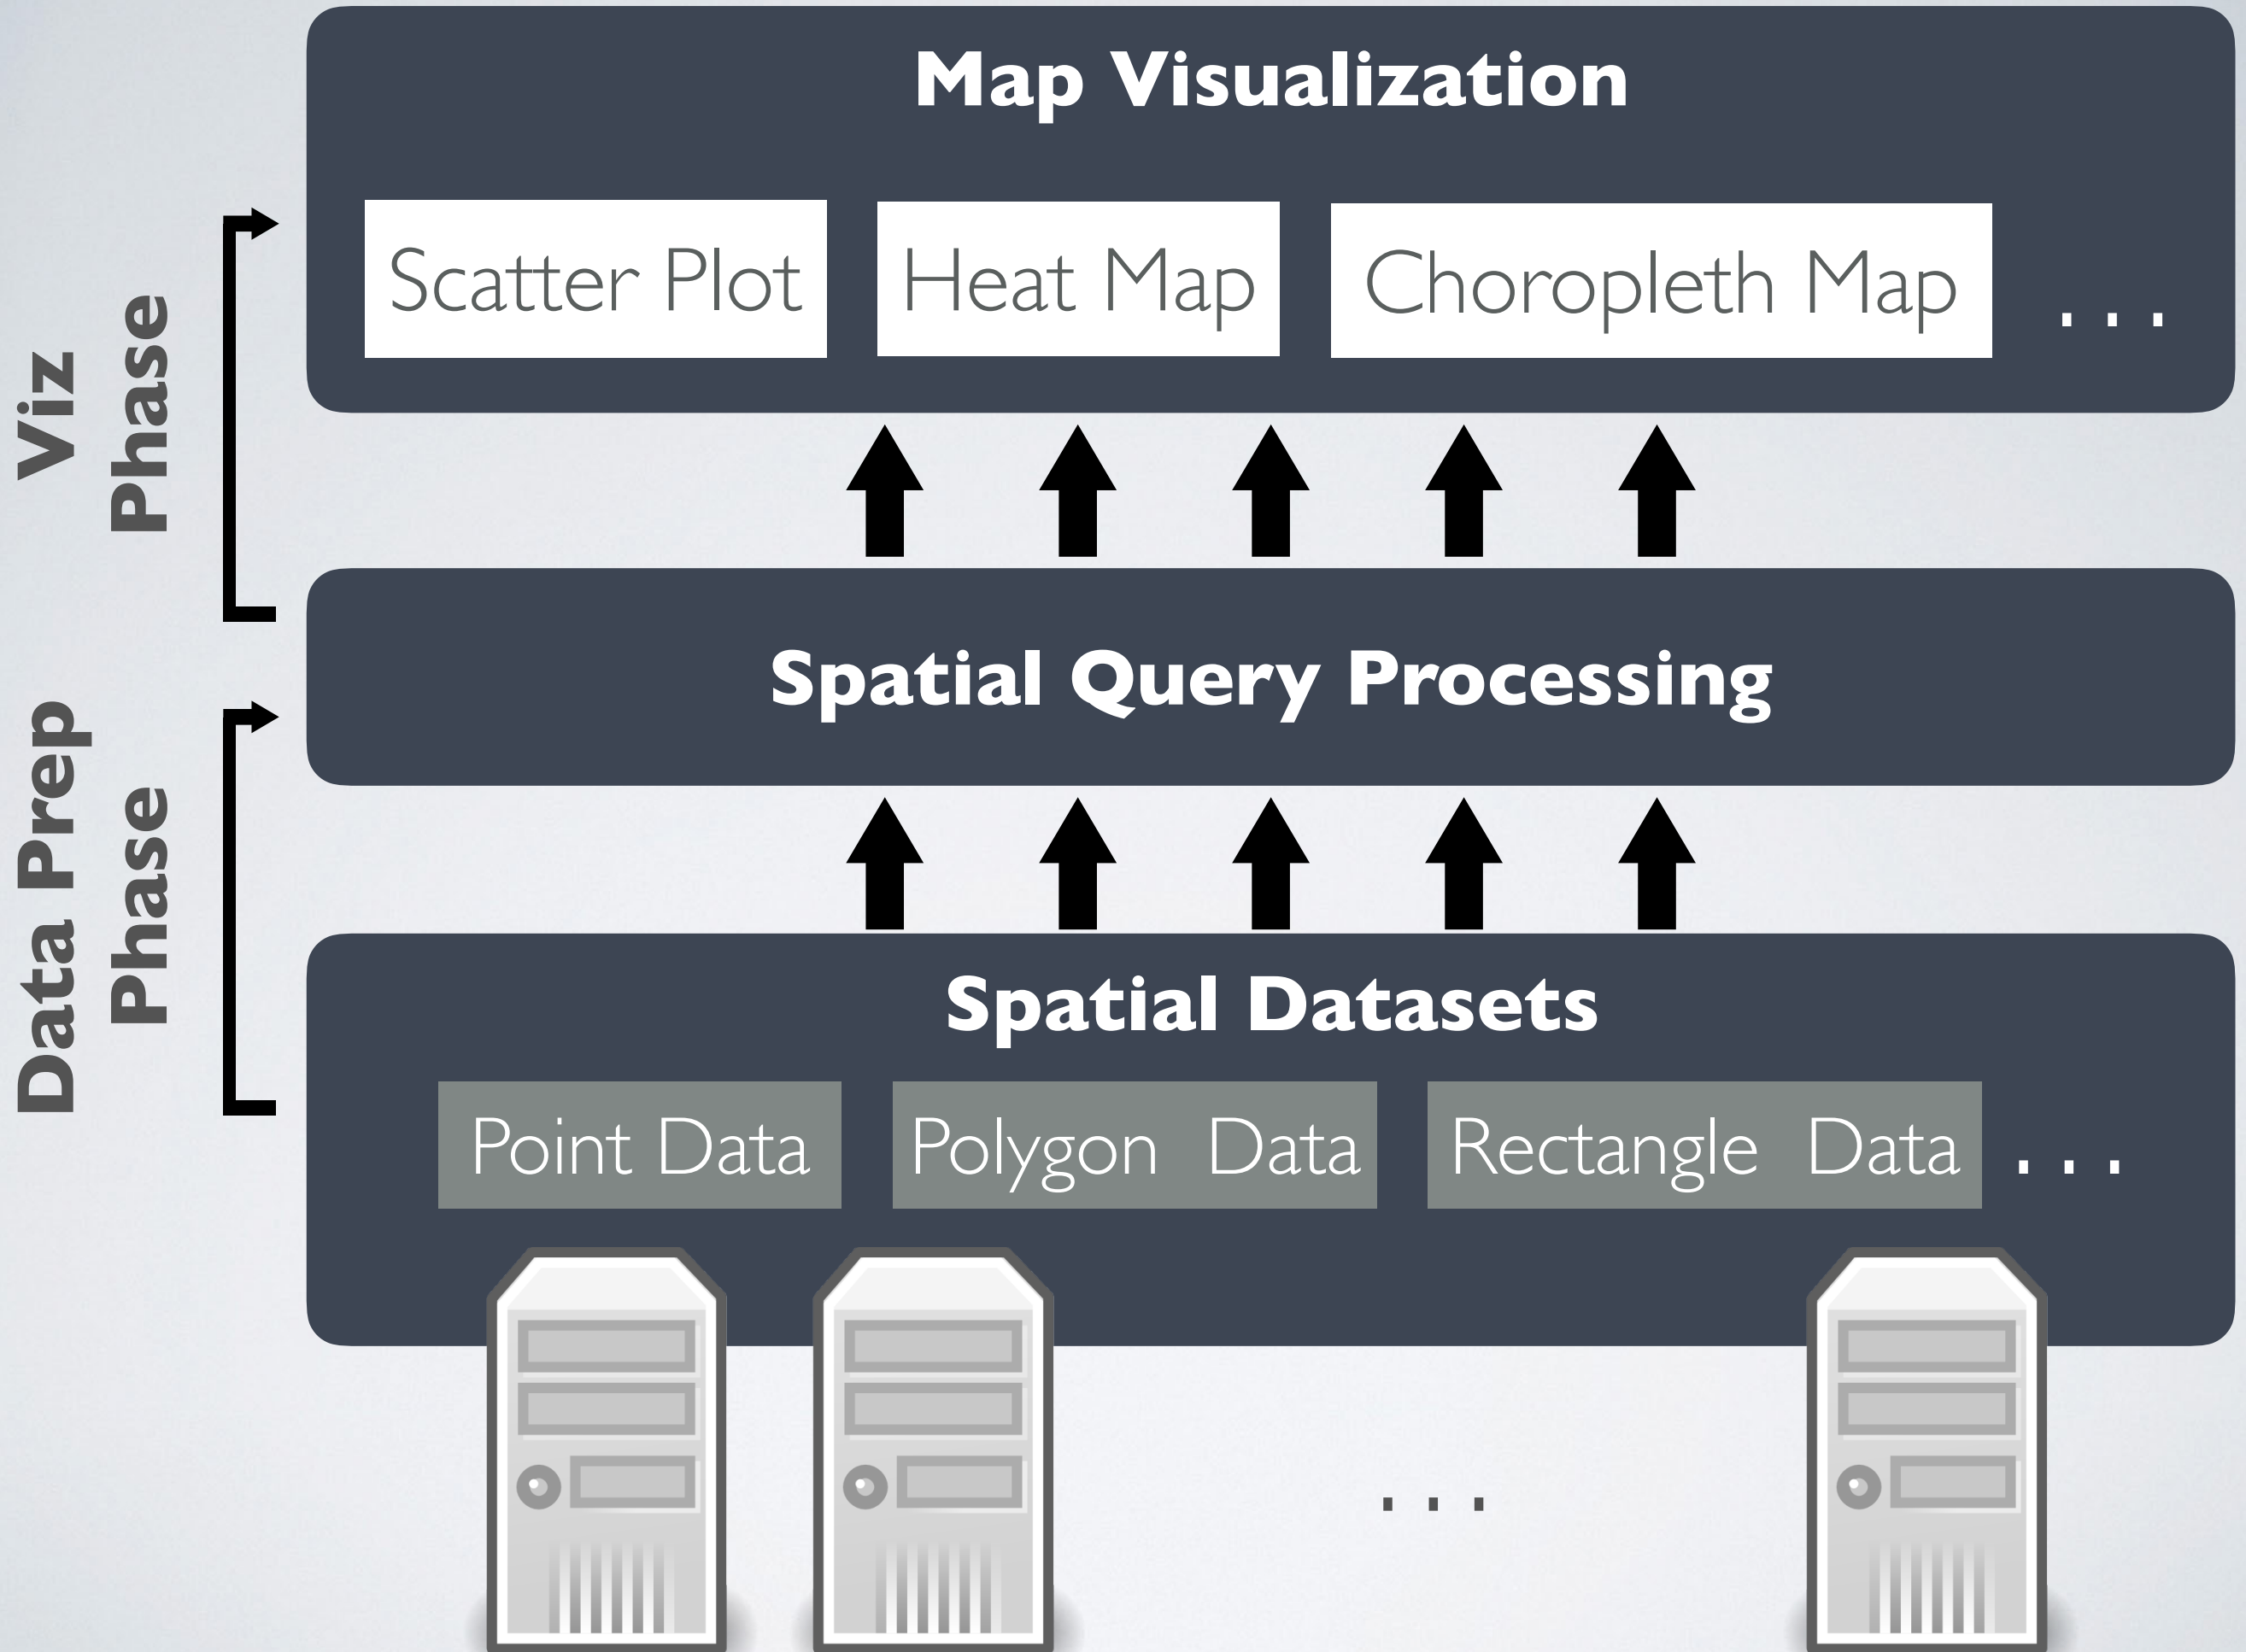 Map Visualization
Scatter Plot
Heat Map
Choropleth Map
. . .
Viz
Phase
Spatial Query Processing
Data Prep
Phase
Spatial Datasets
Point Data
Polygon Data
Rectangle Data
. . .
. . .